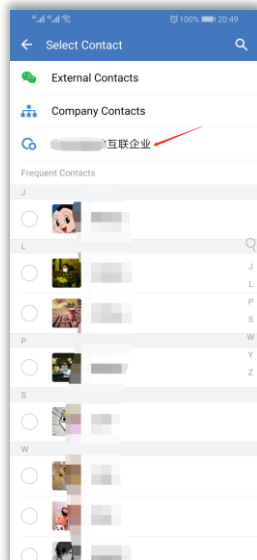 100% 20:49
Select Contact
External Contacts
Company Contacts
互联企业
Frequent Contacts
J
L
J
L
P
S
P
W
Y
Z
S
W